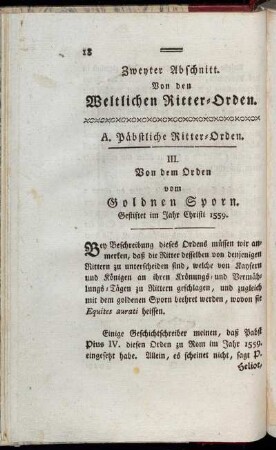 18
Zweyter Abschnitt.
Von den
Weltlichen Ritter-Orden.
A. Päbstliche Ritter-Orden.
III.
Von dem Orden
vom
Goldnen Sporn.
Gestiftet im Jahr Christi 1559.
Bey Beschreibung dieses Ordens müssen wir an-
merken, daß die Ritter desselben von denjenigen
Rittern zu unterscheiden sind, welche von Kaysern
und Königen an ihren Krönungs- und Vermäh-
lungs-Tägen zu Rittern geschlagen, und zugleich
mit dem goldenen Sporn beehret werden, wovon sie
Equites aurati heissen.
Einige Geschichtschreiber meinen, daß Pabst
Pius IV. diesen Orden zu Rom im Jahr 1559.
eingesetzt habe. Allein, es scheinet nicht, sagt P.
Heliot,